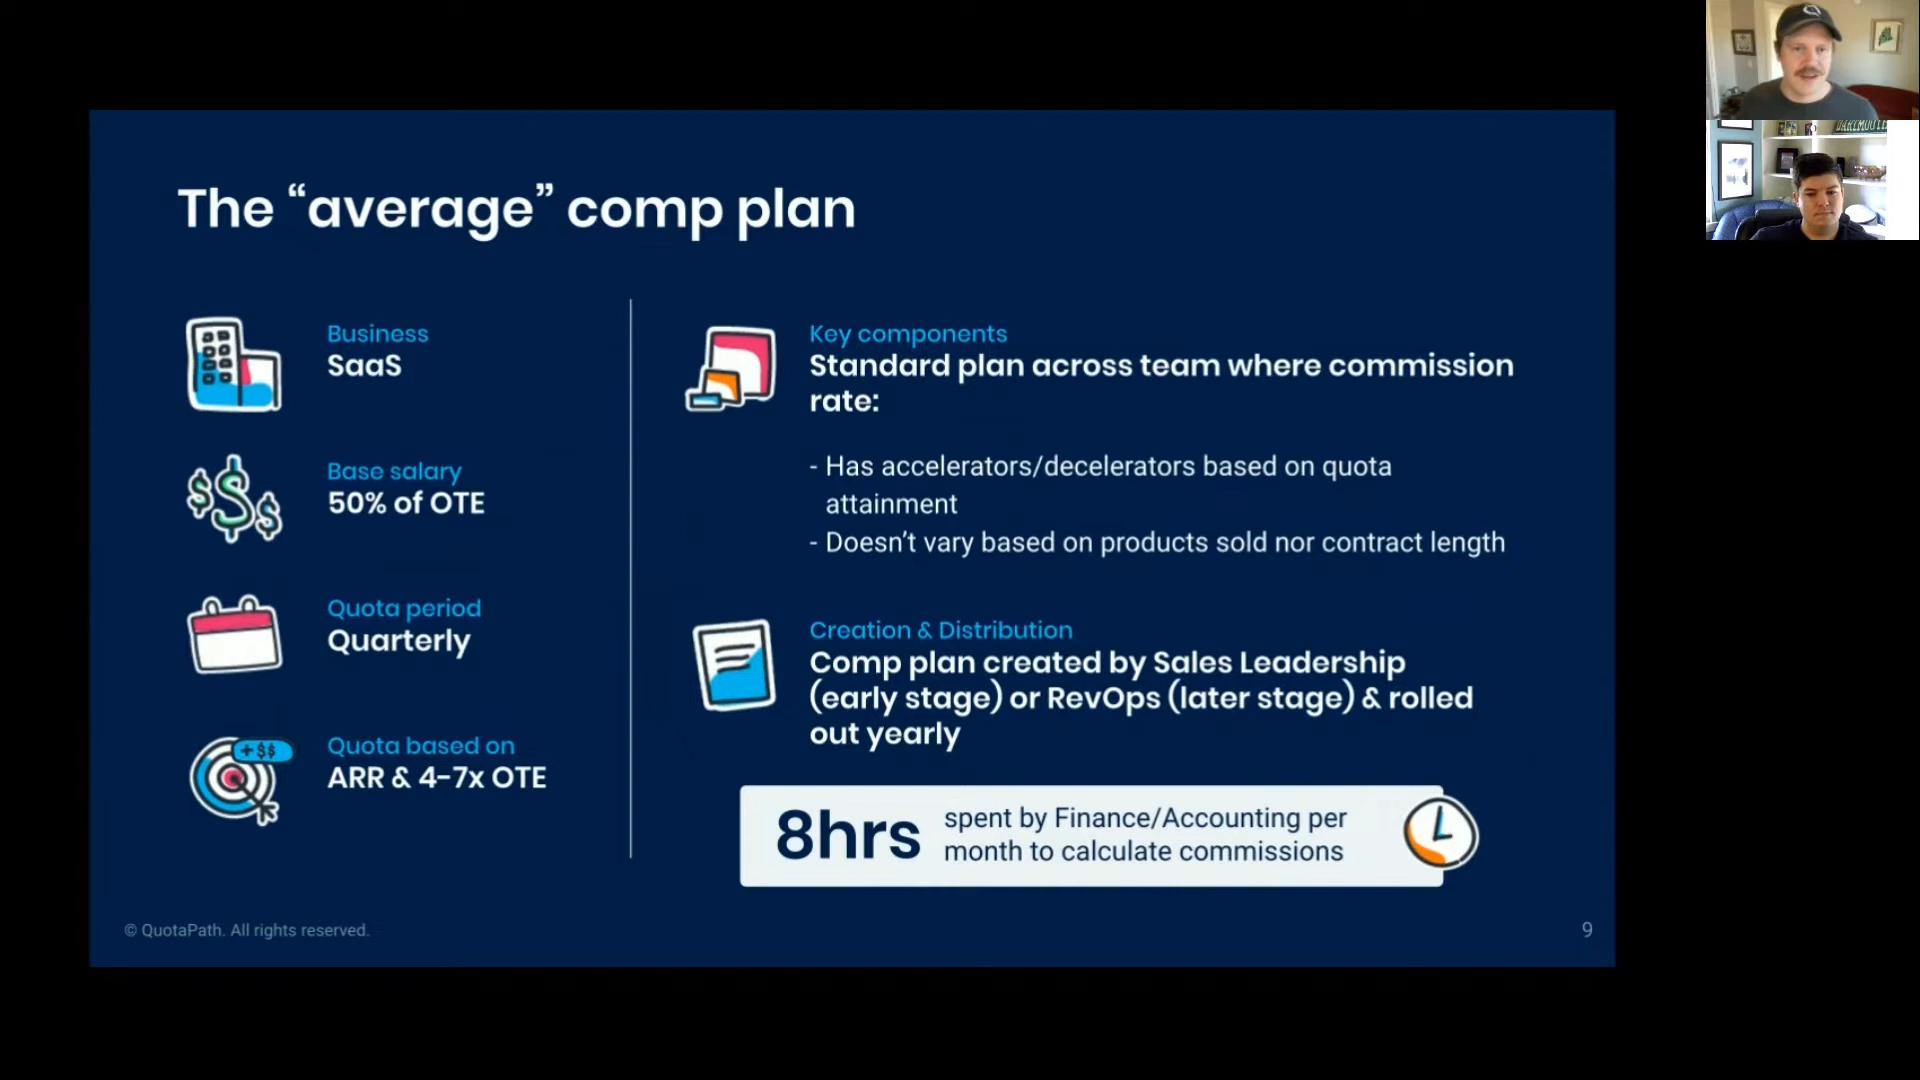 The “average” comp plan
Business
SaaS
Base salary
50% of OTE
Quota period
Quarterly
+$$
Quota based on
ARR & 4-7x OTE
Key components
Standard plan across team where commission
rate:
- Has accelerators/decelerators based on quota
attainment
- Doesn’t vary based on products sold nor contract length
Creation & Distribution
Comp plan created by Sales Leadership
(early stage) or RevOps (later stage) & rolled
out yearly
8hrs
spent by Finance/Accounting per
month to calculate commissions
© QuotaPath. All rights reserved.
9
DARTMOUTH